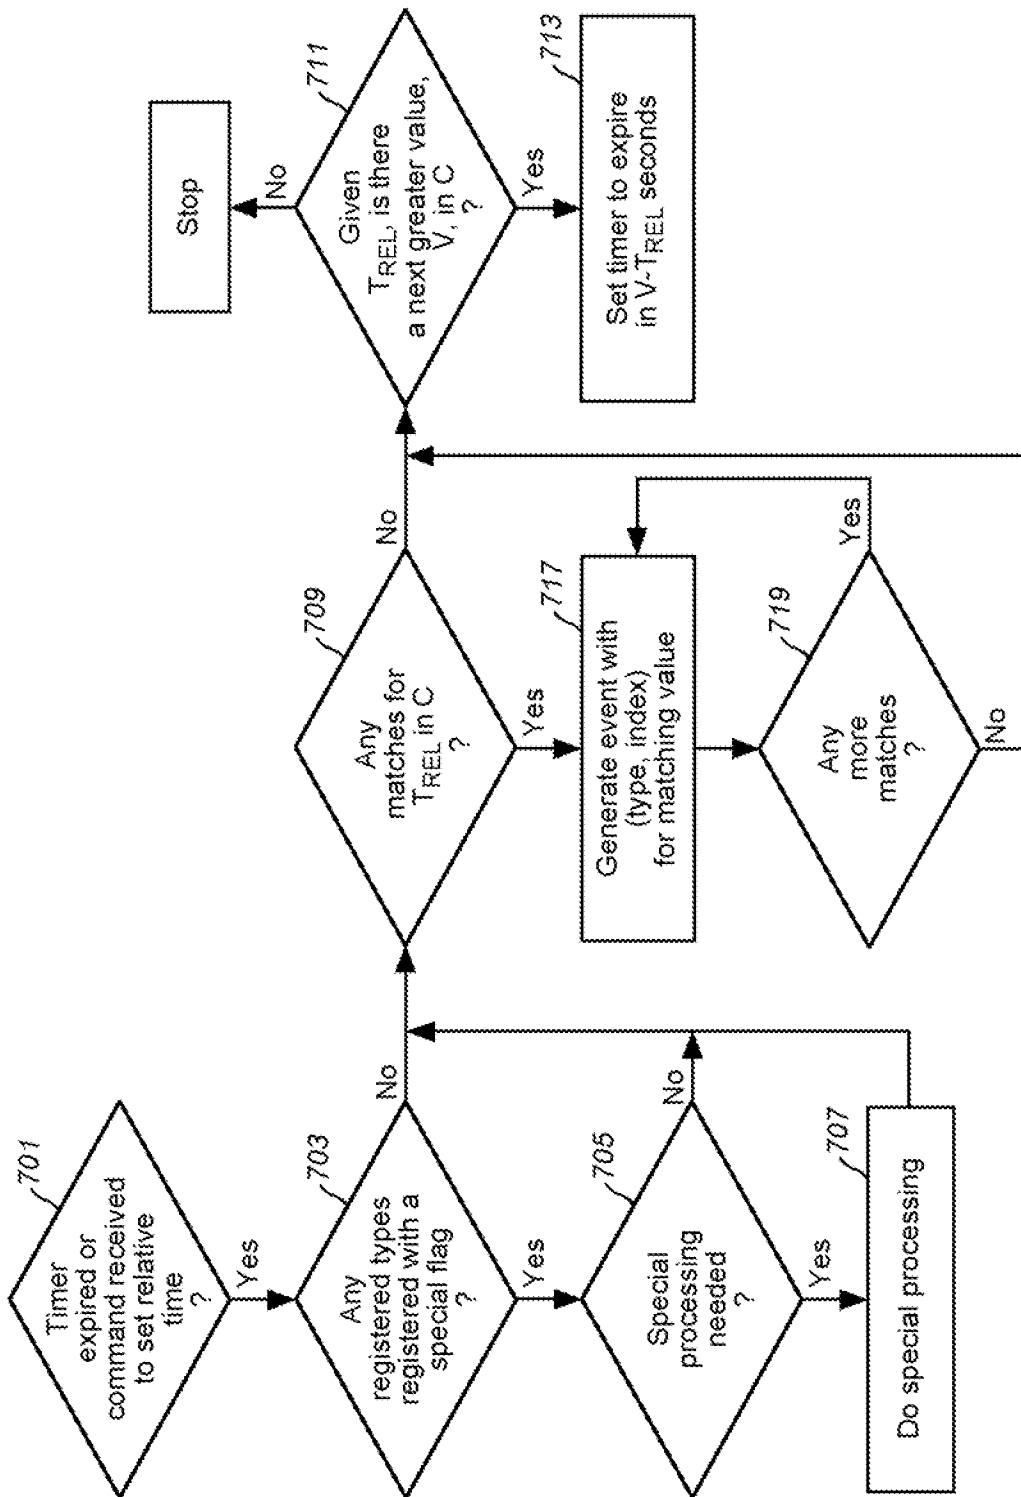 701
Timer
expired or
command received
to set relative
time
?
Yes
703
Any
registered types
registered with a
special flag
?
No
Yes
705
Special
processing
needed
?
No
Yes
707
Do special processing
709
Any
matches for
TREL in C
?
No
Yes
717
Generate event with
(type, index)
for matching value
719
Any
more
matches
?
Yes
No
711
Given
TREL, is there
a next greater value,
V, in C
?
No
Stop
Yes
713
Set timer to expire
in V-TREL seconds